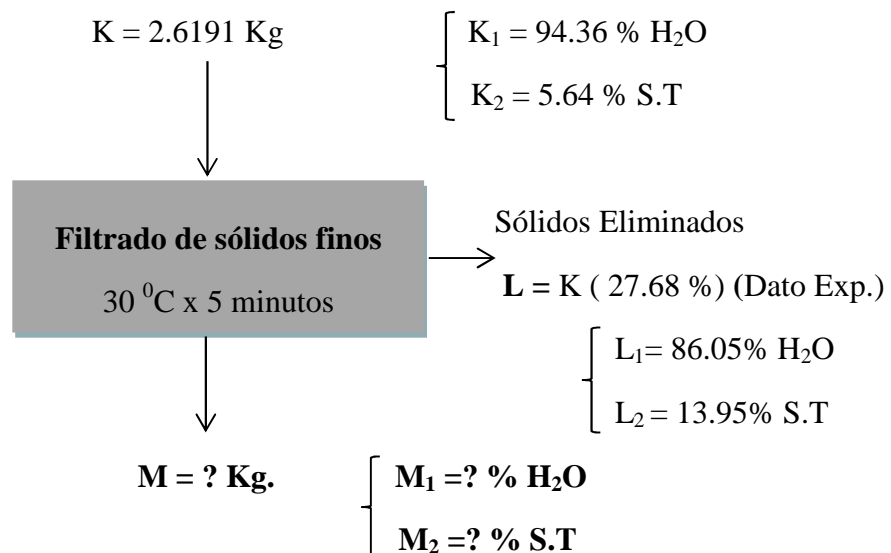 K = 2.6191 Kg
K₁ = 94.36 % H₂O
K₂ = 5.64 % S.T
Filtrado de sólidos finos
30 ⁰C x 5 minutos
Sólidos Eliminados
L = K ( 27.68 %) (Dato Exp.)
L₁= 86.05% H₂O
L₂ = 13.95% S.T
M = ? Kg.
M₁ =? % H₂O
M₂ =? % S.T